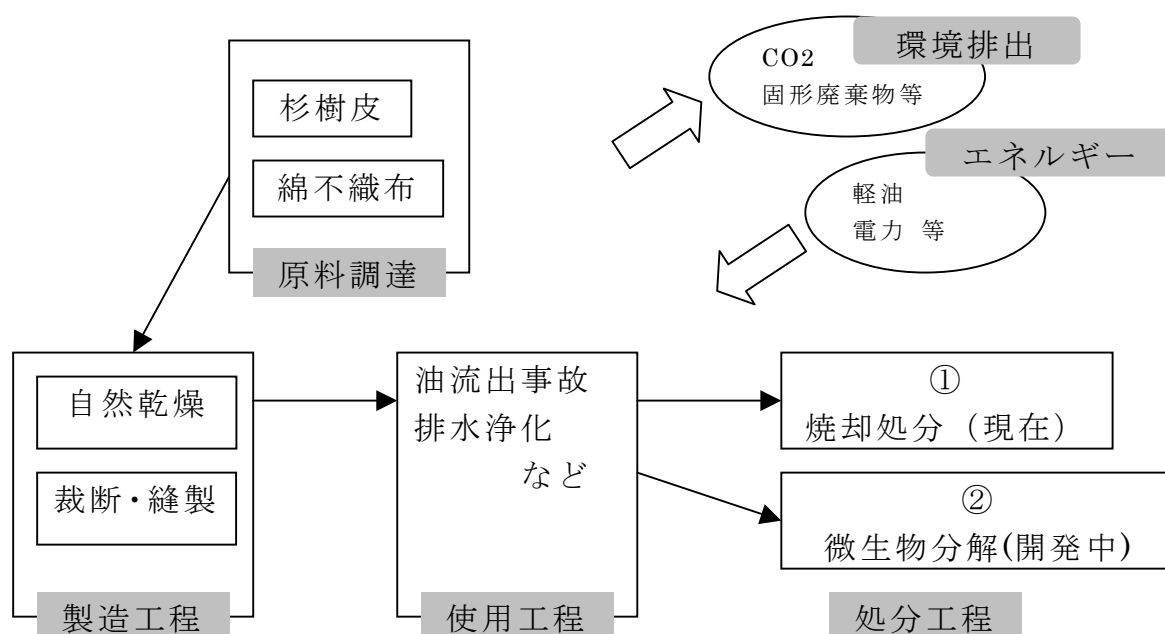 環境排出
CO2
固形廃棄物等
エネルギー
軽油
電力 等
杉樹皮
綿不織布
原料調達
自然乾燥
裁断・縫製
製造工程
油流出事故
排水浄化
など
使用工程
①
焼却処分（現在）
②
微生物分解(開発中)
処分工程